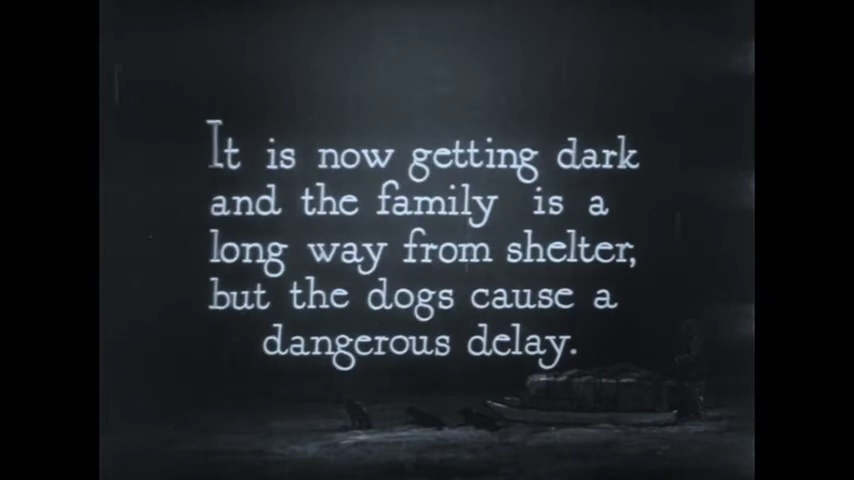 It is now getting dark
and the family is a
long way from shelter,
but the dogs cause a
dangerous delay.